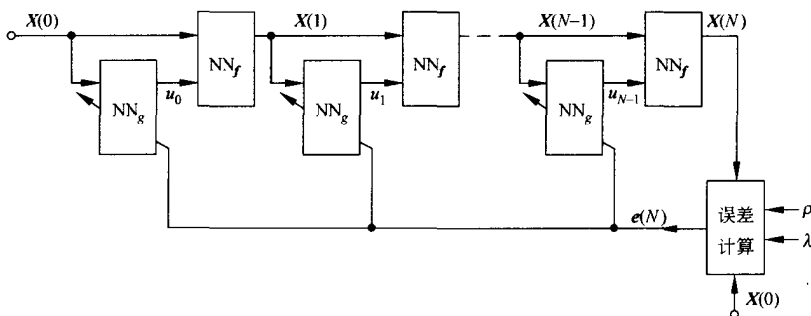 X(0)
X(1)
X(N−1)
X(N)
NN_f
NN_f
NN_f
NN_g
u_0
NN_g
u_1
NN_g
u_{N−1}
e(N)
误差
计算
ρ
λ
X(0)